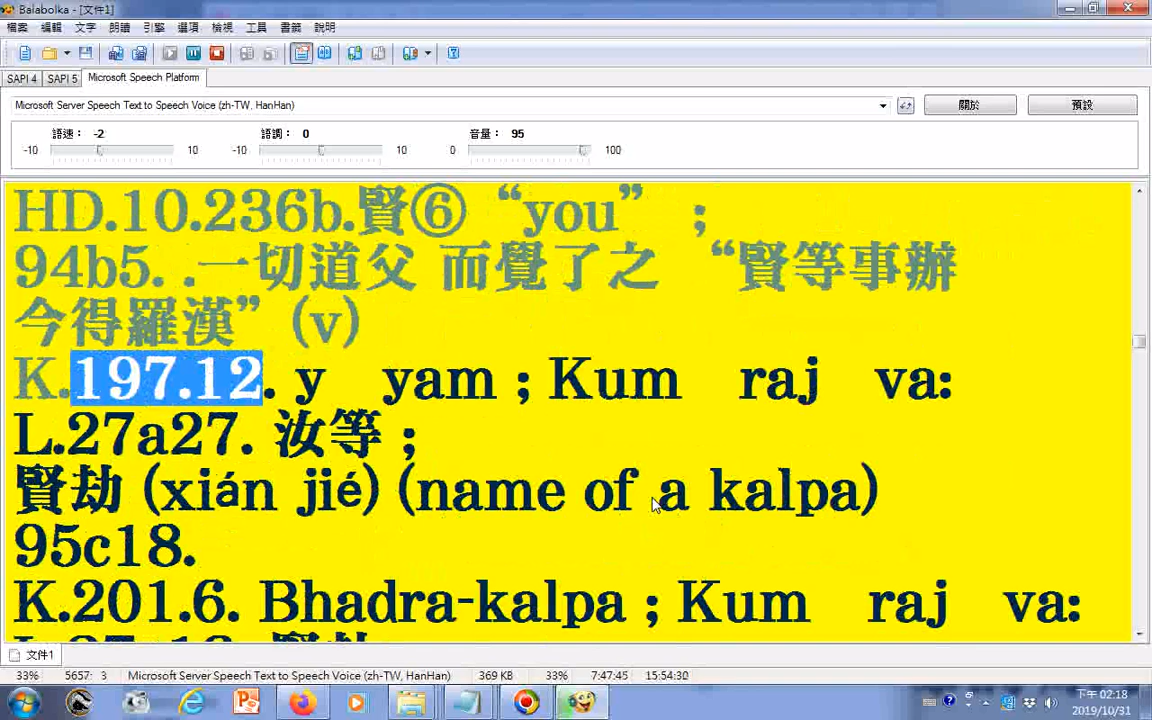 Balabolka - [文件1]
檔案 編輯 文字 朗讀 引擎 選項 檢視 工具 書籤 說明
SAPI 4 SAPI 5 Microsoft Speech Platform
Microsoft Server Speech Text to Speech Voice (zh-TW, HanHan) 關於 預設
語速： -2 語調： 0 音量： 95
-10 10 -10 10 0 100
HD.10.236b.賢⑥“you” ;
94b5. .一切道父 而覺了之 “賢等事辦
今得羅漢” (v)
K.197.12. y yam ; Kum raj va:
L.27a27. 汝等 ;
賢劫 (xián jié) (name of a kalpa)
95c18.
K.201.6. Bhadra-kalpa ; Kum raj va:
文件1
33% 5657: 3 Microsoft Server Speech Text to Speech Voice (zh-TW, HanHan) 369 KB 33% 7:47:45 15:54:30
下午 02:18
2019/10/31